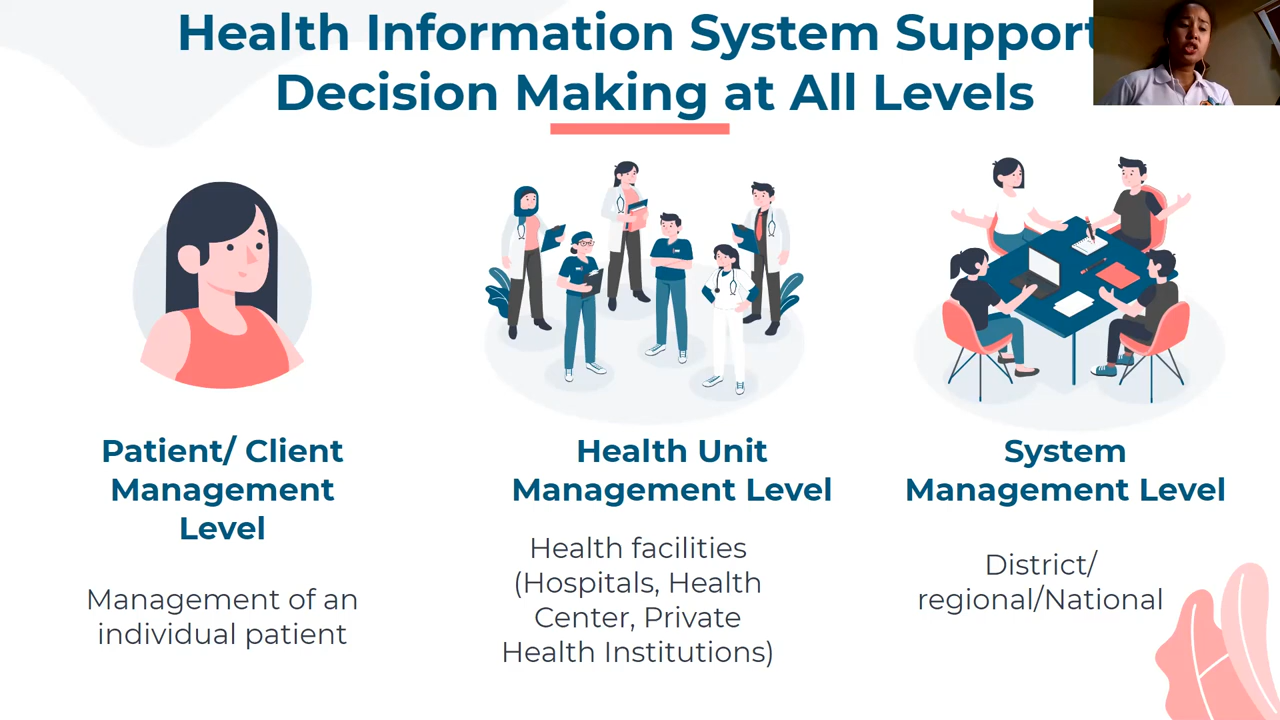 Health Information System Support
Decision Making at All Levels
Patient/ Client
Management
Level
Management of an
individual patient
Health Unit
Management Level
Health facilities
(Hospitals, Health
Center, Private
Health Institutions)
System
Management Level
District/
regional/National